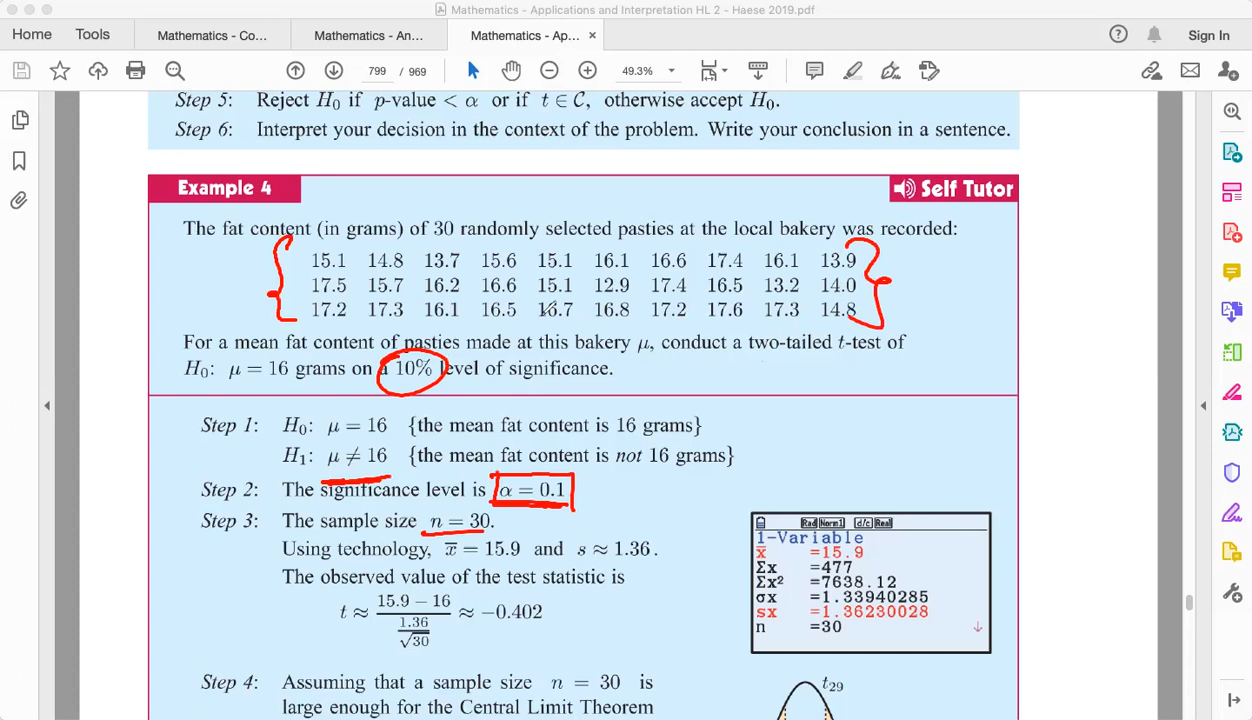 Mathematics - Applications and Interpretation HL 2 - Haese 2019.pdf
Home Tools Mathematics - Co... Mathematics - An... Mathematics - Ap... × ? Sign In
799 / 969 49.3%
Step 5: Reject H₀ if p-value < α or if t ∈ C, otherwise accept H₀.
Step 6: Interpret your decision in the context of the problem. Write your conclusion in a sentence.
Example 4 Self Tutor
The fat content (in grams) of 30 randomly selected pasties at the local bakery was recorded:
15.1 14.8 13.7 15.6 15.1 16.1 16.6 17.4 16.1 13.9
17.5 15.7 16.2 16.6 15.1 12.9 17.4 16.5 13.2 14.0
17.2 17.3 16.1 16.5 16.7 16.8 17.2 17.6 17.3 14.8
For a mean fat content of pasties made at this bakery μ, conduct a two-tailed t-test of
H₀: μ = 16 grams on a 10% level of significance.
Step 1: H₀: μ = 16 {the mean fat content is 16 grams}
H₁: μ ≠ 16 {the mean fat content is not 16 grams}
Step 2: The significance level is α = 0.1
Step 3: The sample size n = 30.
Using technology, x̄ = 15.9 and s ≈ 1.36.
The observed value of the test statistic is
t ≈ (15.9 − 16) / (1.36 / √30) ≈ −0.402
Rad Norm1 d/c Real
1-Variable
x̄ =15.9
Σx =477
Σx² =7638.12
σx =1.33940285
sx =1.36230028
n =30
Step 4: Assuming that a sample size n = 30 is
large enough for the Central Limit Theorem
t₂₉